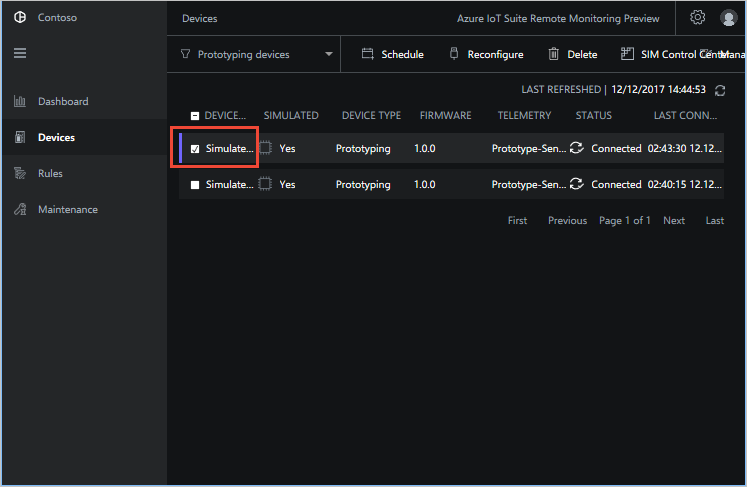 Contoso
Devices
Azure IoT Suite Remote Monitoring Preview
Prototyping devices
Schedule
Reconfigure
Delete
SIM Control Center
Mana
LAST REFRESHED | 12/12/2017 14:44:53
Dashboard
Devices
Rules
Maintenance
DEVICE... SIMULATED DEVICE TYPE FIRMWARE TELEMETRY STATUS LAST CONN...
Simulate... Yes Prototyping 1.0.0 Prototype-Sen... Connected 02:43:30 12.12...
Simulate... Yes Prototyping 1.0.0 Prototype-Sen... Connected 02:40:15 12.12...
First Previous Page 1 of 1 Next Last